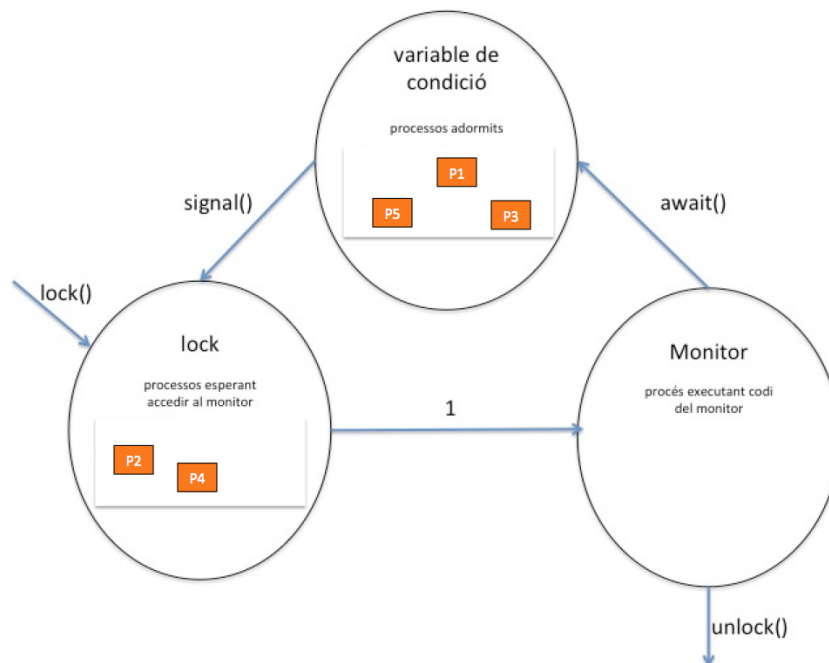 variable de
condició
processos adormits
P1
P5
P3
signal()
await()
lock()
lock
processos esperant
accedir al monitor
P2
P4
1
Monitor
procés executant codi
del monitor
unlock()